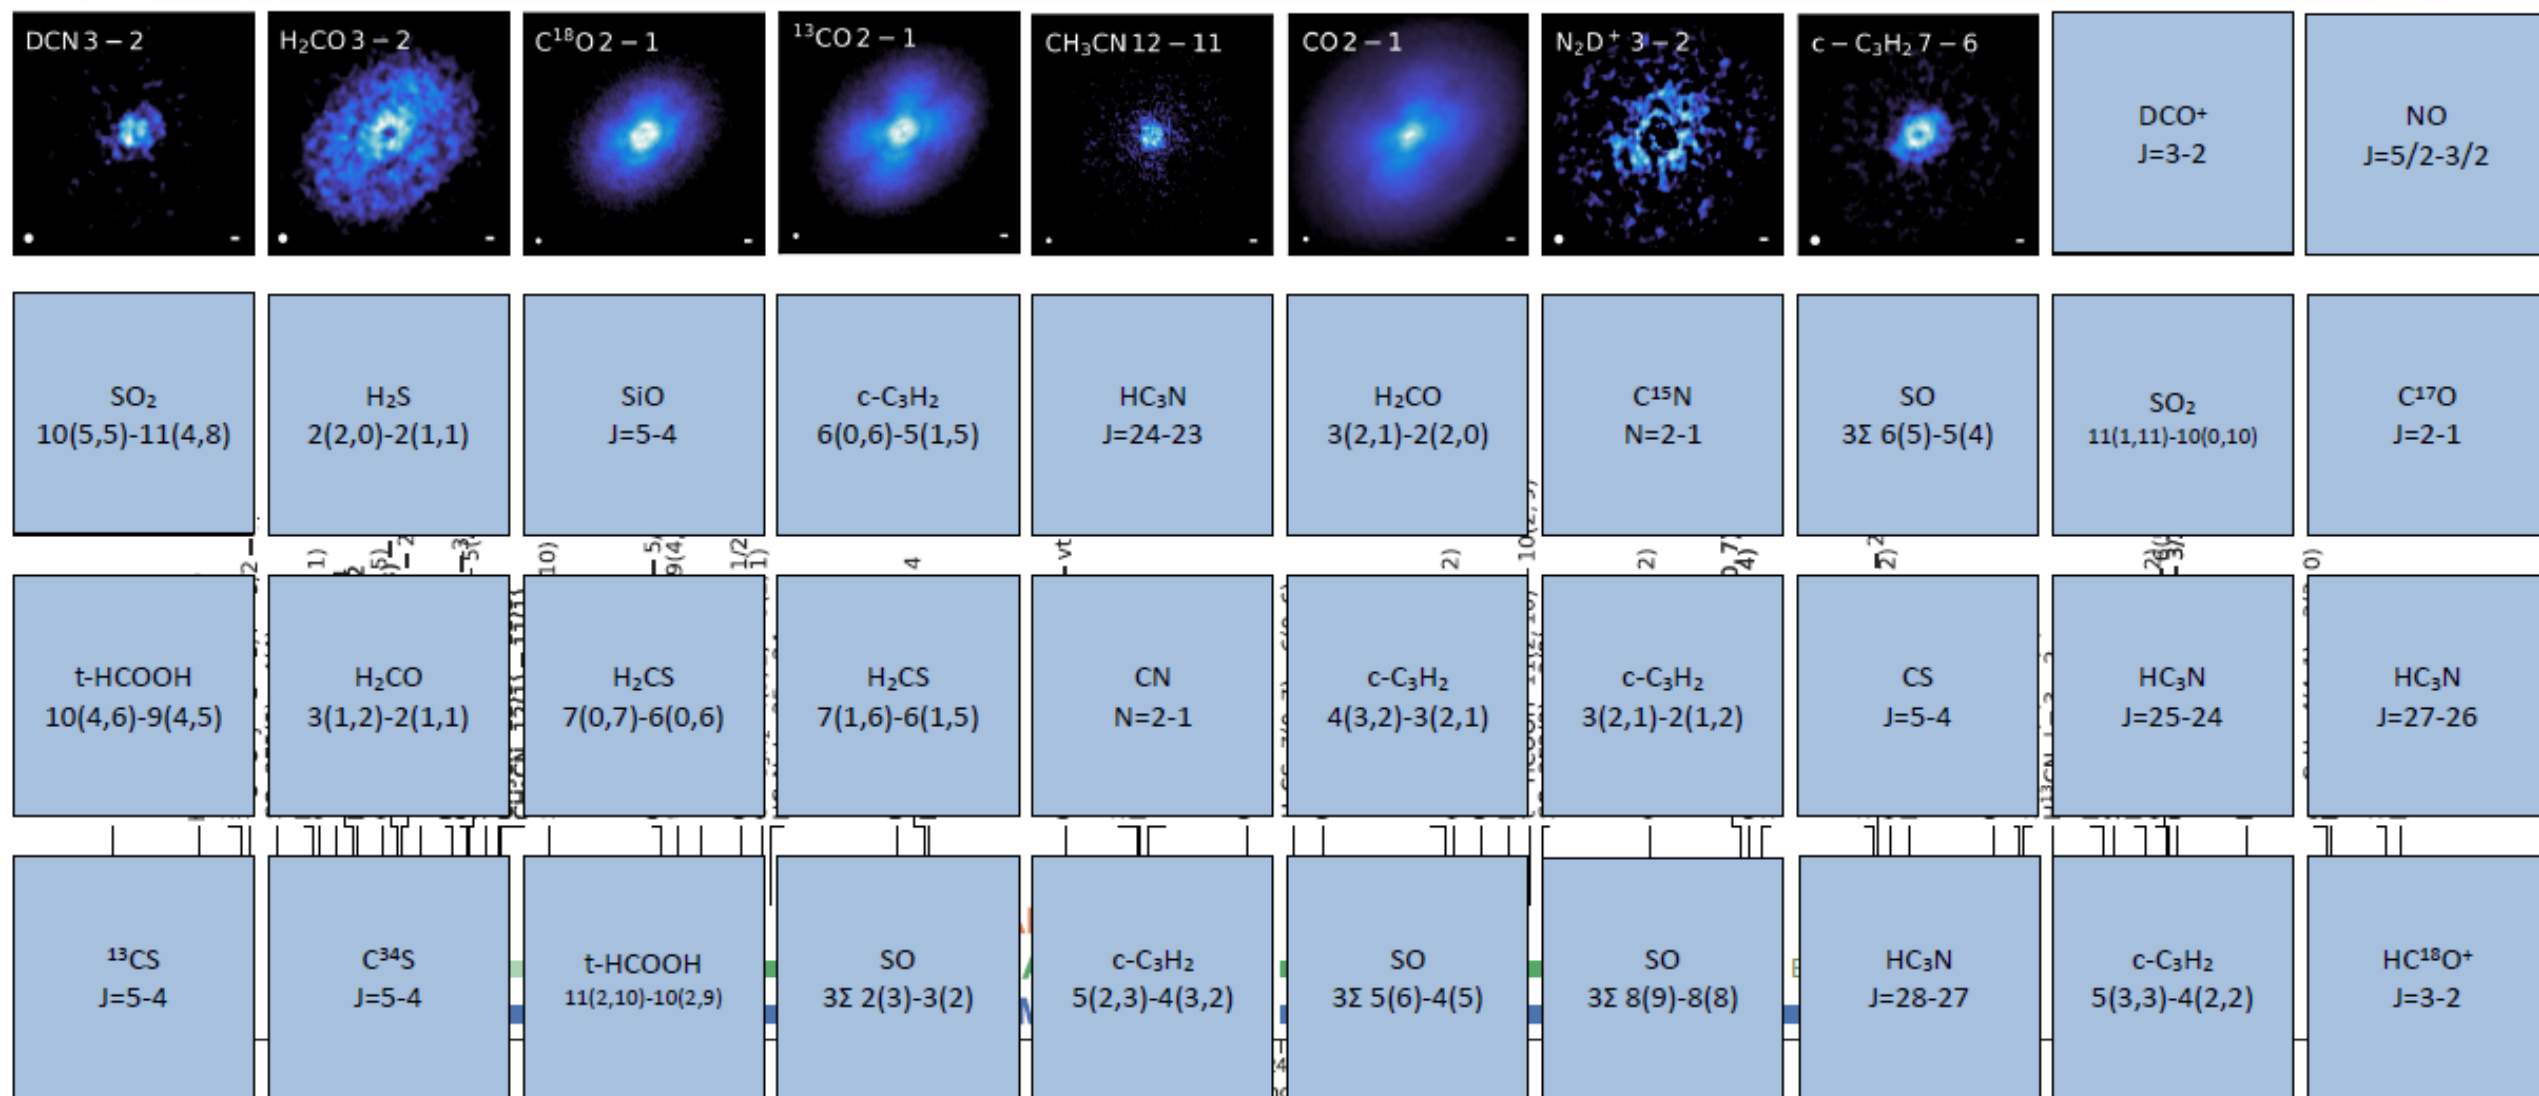 DCN 3 − 2
H₂CO 3 − 2
C¹⁸O 2 − 1
¹³CO 2 − 1
CH₃CN 12 − 11
CO 2 − 1
N₂D⁺ 3 − 2
c − C₃H₂ 7 − 6
DCO⁺
J=3-2
NO
J=5/2-3/2
SO₂
10(5,5)-11(4,8)
H₂S
2(2,0)-2(1,1)
SiO
J=5-4
c-C₃H₂
6(0,6)-5(1,5)
HC₃N
J=24-23
H₂CO
3(2,1)-2(2,0)
C¹⁵N
N=2-1
SO
3Σ 6(5)-5(4)
SO₂
11(1,11)-10(0,10)
C¹⁷O
J=2-1
t-HCOOH
10(4,6)-9(4,5)
H₂CO
3(1,2)-2(1,1)
H₂CS
7(0,7)-6(0,6)
H₂CS
7(1,6)-6(1,5)
CN
N=2-1
c-C₃H₂
4(3,2)-3(2,1)
c-C₃H₂
3(2,1)-2(1,2)
CS
J=5-4
HC₃N
J=25-24
HC₃N
J=27-26
¹³CS
J=5-4
C³⁴S
J=5-4
t-HCOOH
11(2,10)-10(2,9)
SO
3Σ 2(3)-3(2)
c-C₃H₂
5(2,3)-4(3,2)
SO
3Σ 5(6)-4(5)
SO
3Σ 8(9)-8(8)
HC₃N
J=28-27
c-C₃H₂
5(3,3)-4(2,2)
HC¹⁸O⁺
J=3-2